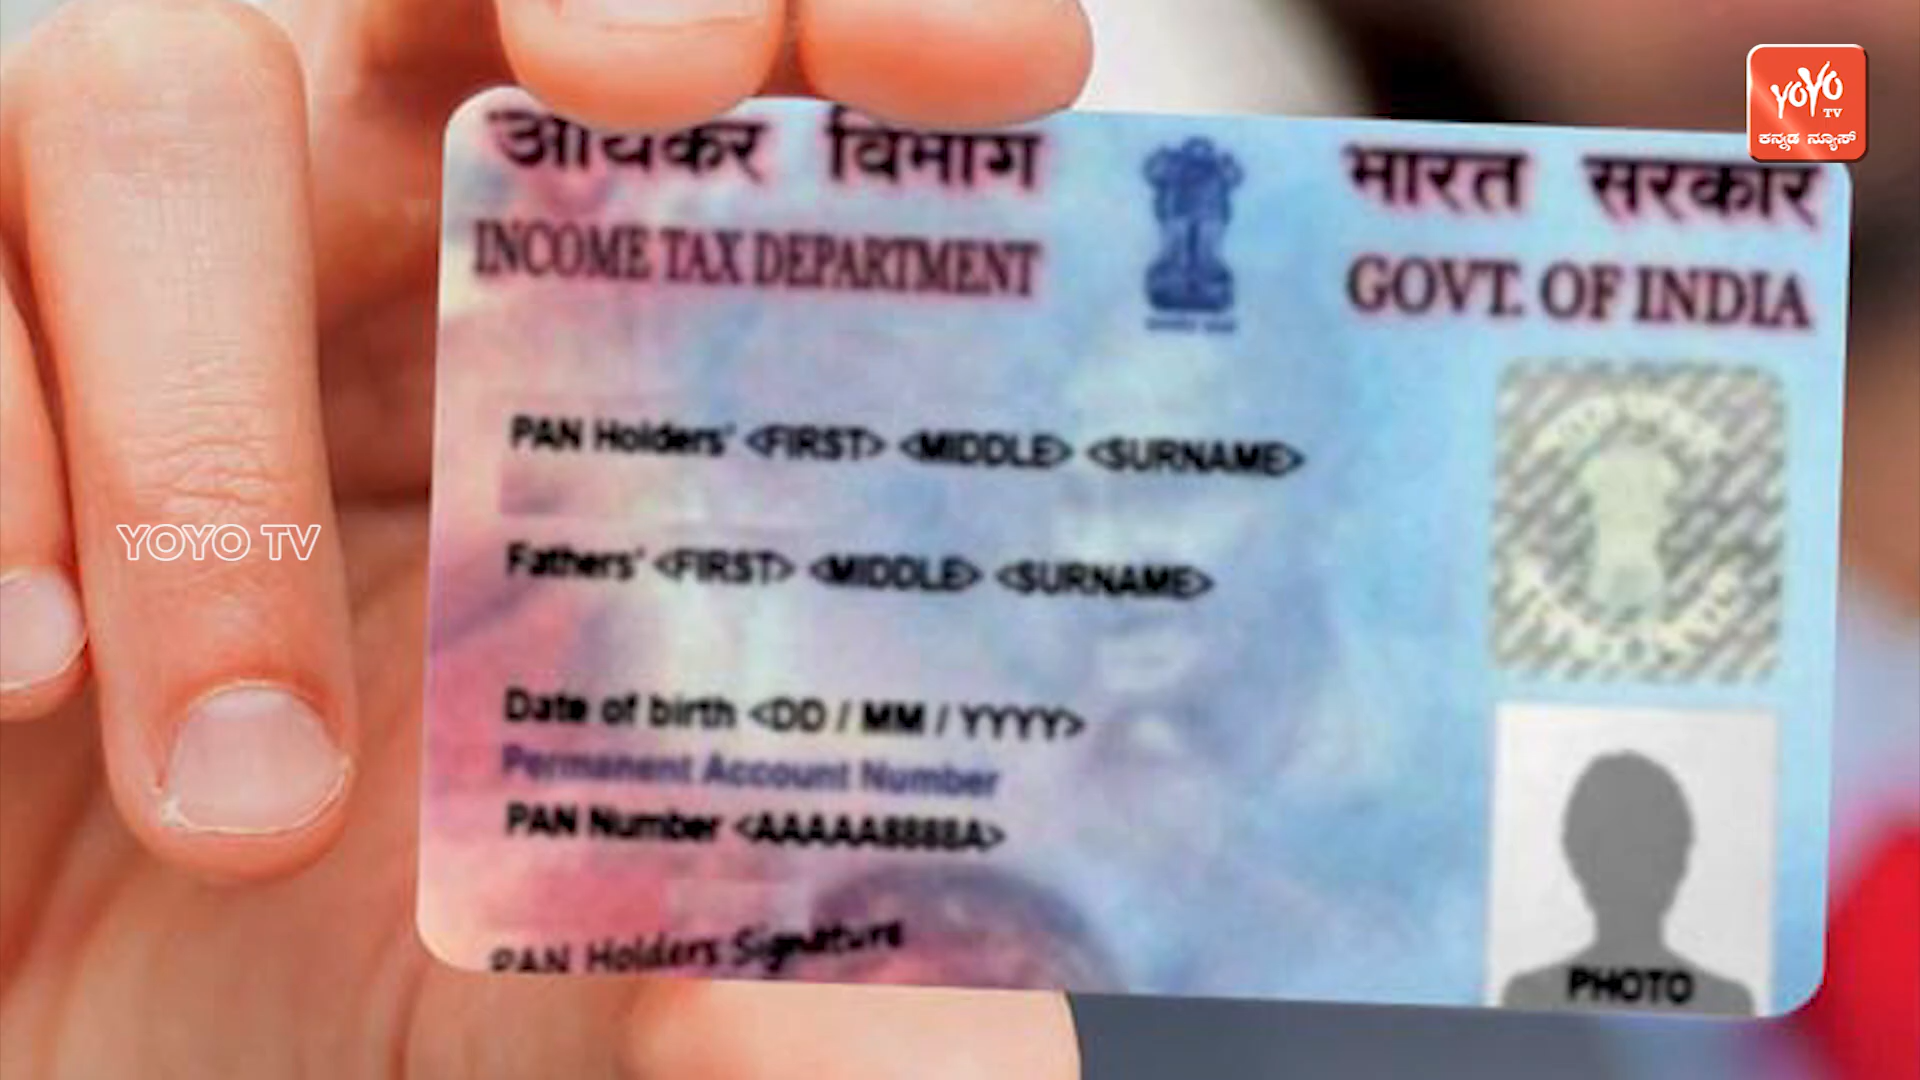 YOYO
TV
ಕನ್ನಡ ನ್ಯೂಸ್
आयकर विभाग
भारत सरकार
INCOME TAX DEPARTMENT
GOVT. OF INDIA
PAN Holders' <FIRST> <MIDDLE> <SURNAME>
Fathers' <FIRST> <MIDDLE> <SURNAME>
YOYO TV
Date of birth <DD / MM / YYYY>
Permanent Account Number
PAN Number <AAAAA8888A>
PAN Holders Signature
PHOTO